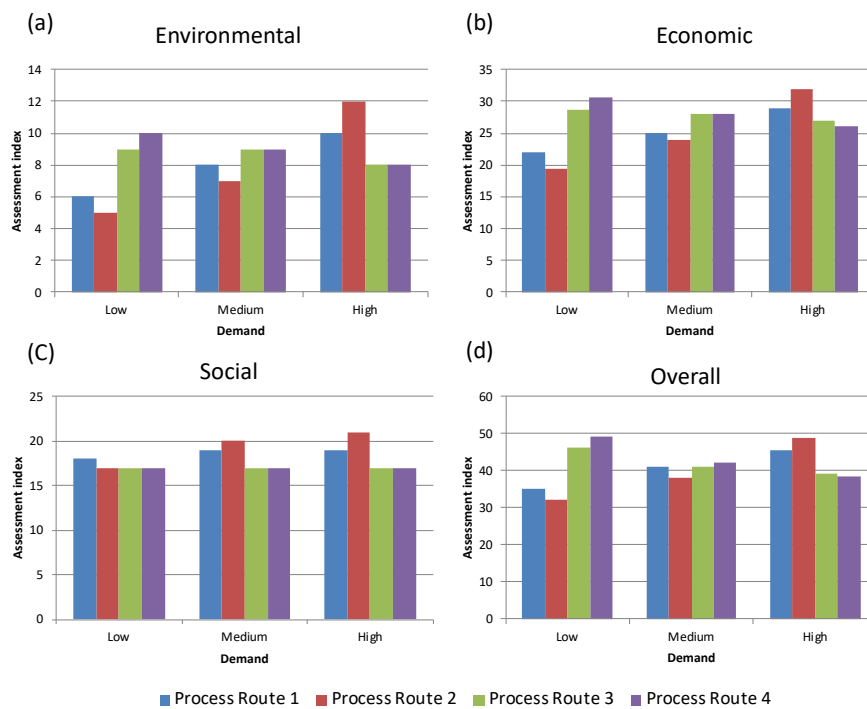 (a)
Environmental
14
12
10
8
6
4
2
0
Assessment index
Low Medium High
Demand
(b)
Economic
35
30
25
20
15
10
5
0
Assessment index
Low Medium High
Demand
(C)
Social
25
20
15
10
5
0
Assessment index
Low Medium High
Demand
(d)
Overall
60
50
40
30
20
10
0
Assessment index
Low Medium High
Demand
Process Route 1 Process Route 2 Process Route 3 Process Route 4